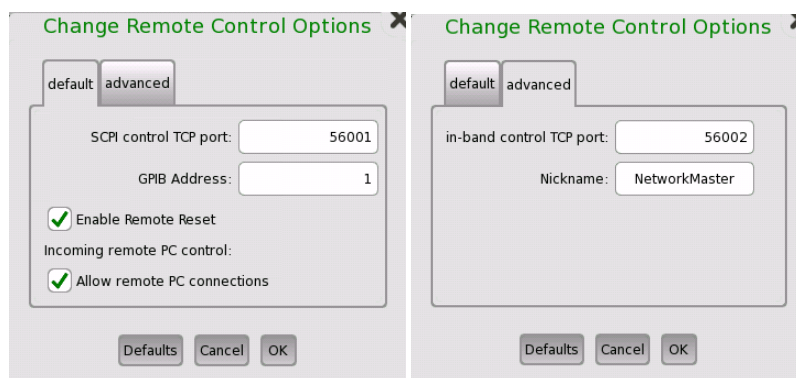 Change Remote Control Options
default advanced
SCPI control TCP port: 56001
GPIB Address: 1
Enable Remote Reset
Incoming remote PC control:
Allow remote PC connections
Defaults Cancel OK
Change Remote Control Options
default advanced
in-band control TCP port: 56002
Nickname: NetworkMaster
Defaults Cancel OK